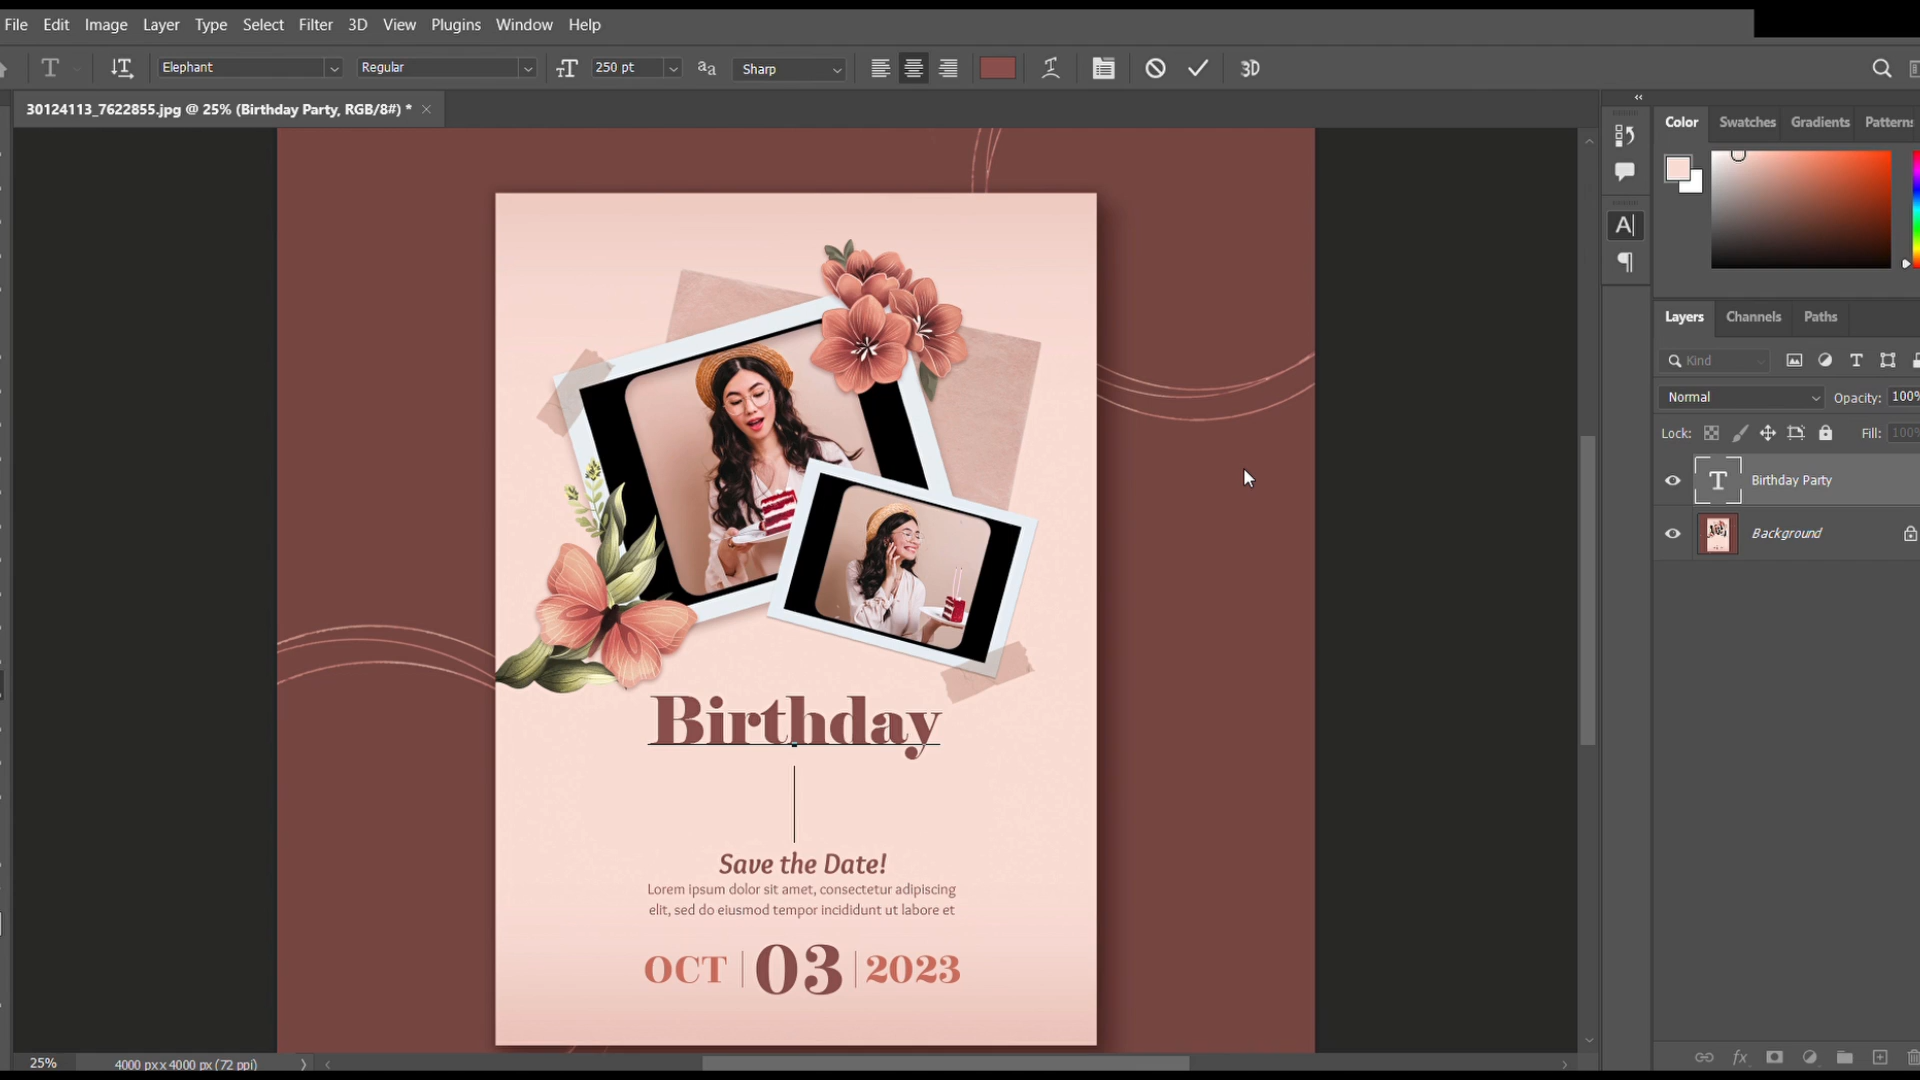 File Edit Image Layer Type Select Filter 3D View Plugins Window Help
T Elephant Regular 250 pt aa Sharp 3D
30124113_7622855.jpg @ 25% (Birthday Party, RGB/8#) * ×
Color Swatches Gradients Patterns
Layers Channels Paths
Kind
Normal Opacity: 100%
Lock: Fill: 100%
T Birthday Party
Background
Birthday
Save the Date!
Lorem ipsum dolor sit amet, consectetur adipiscing
elit, sed do eiusmod tempor incididunt ut labore et
OCT | 03 | 2023
25% 4000 px x 4000 px (72 ppi)